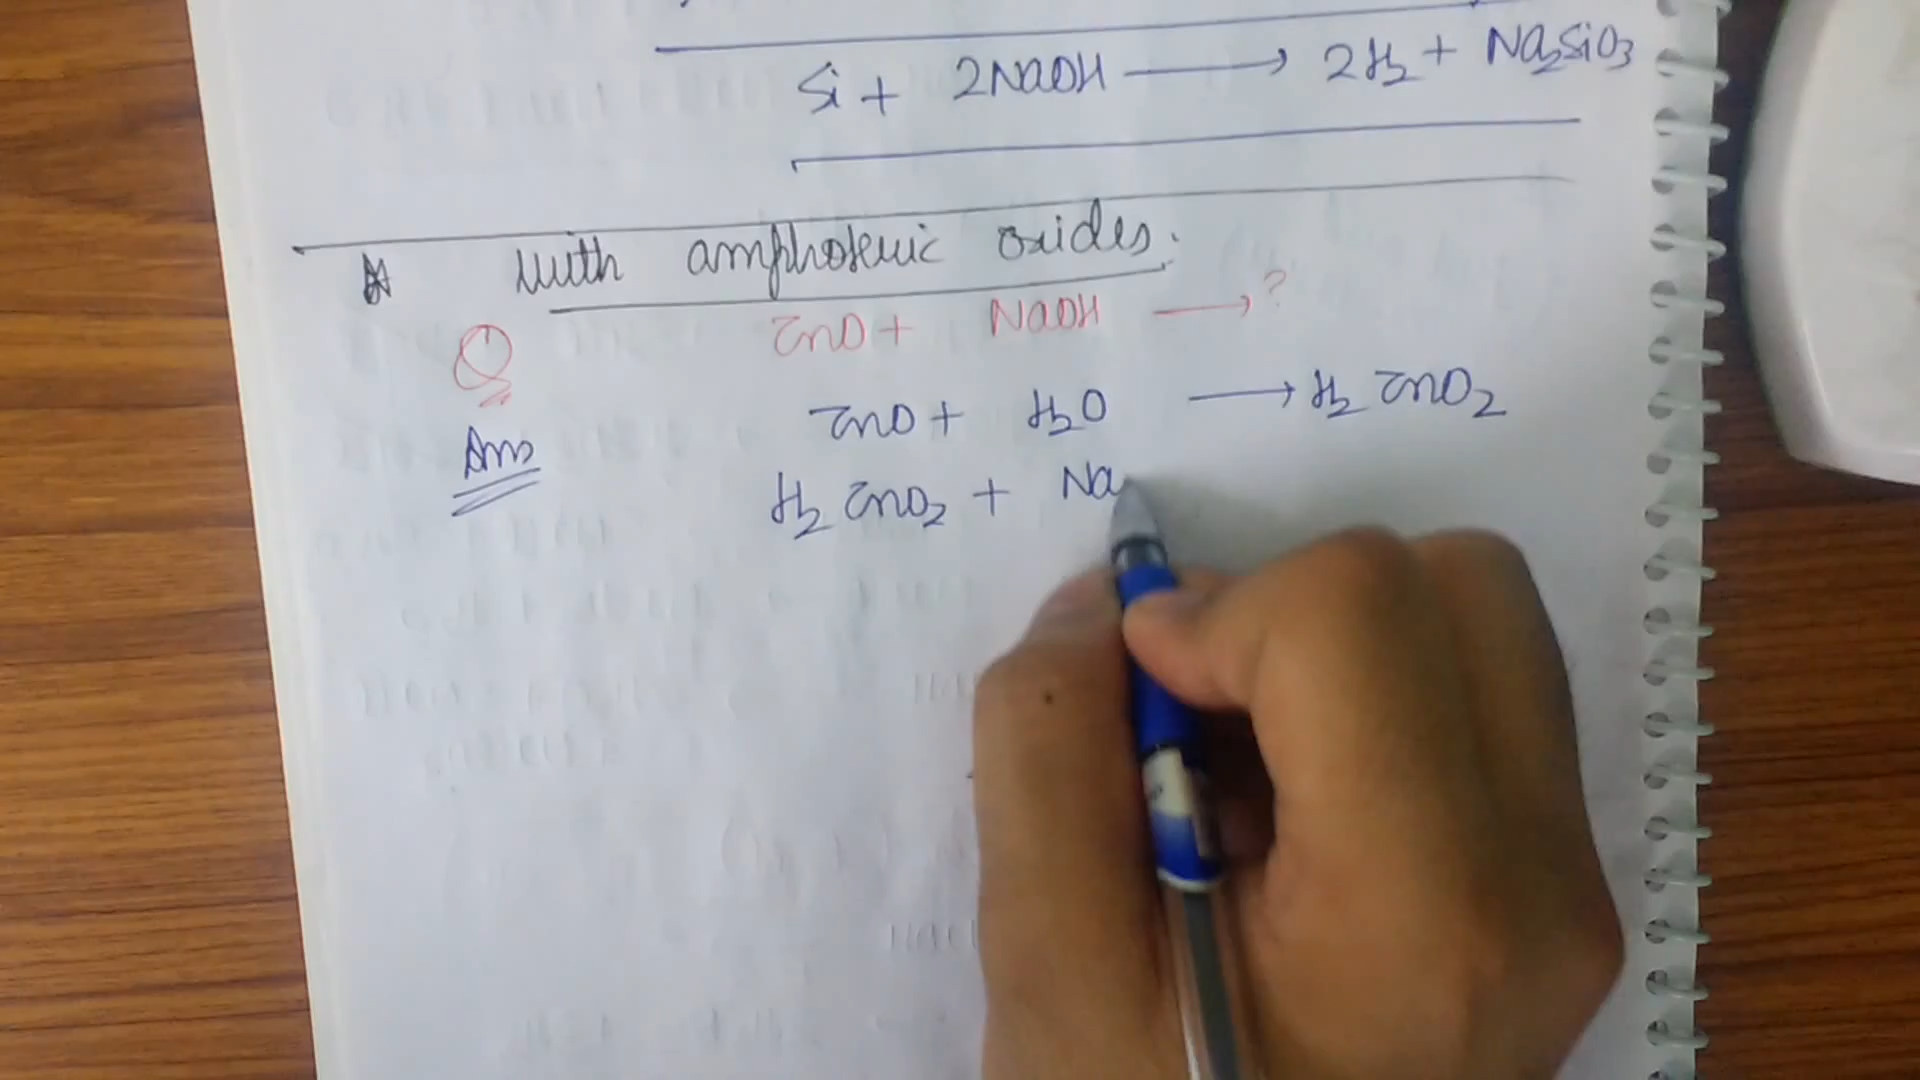 Si + 2NaOH ⟶ 2H₂ + Na₂SiO₃
With amphoteric oxides.
Q ZnO + NaOH ⟶ ?
Ans ZnO + H₂O ⟶ H₂ZnO₂
H₂ZnO₂ + Na